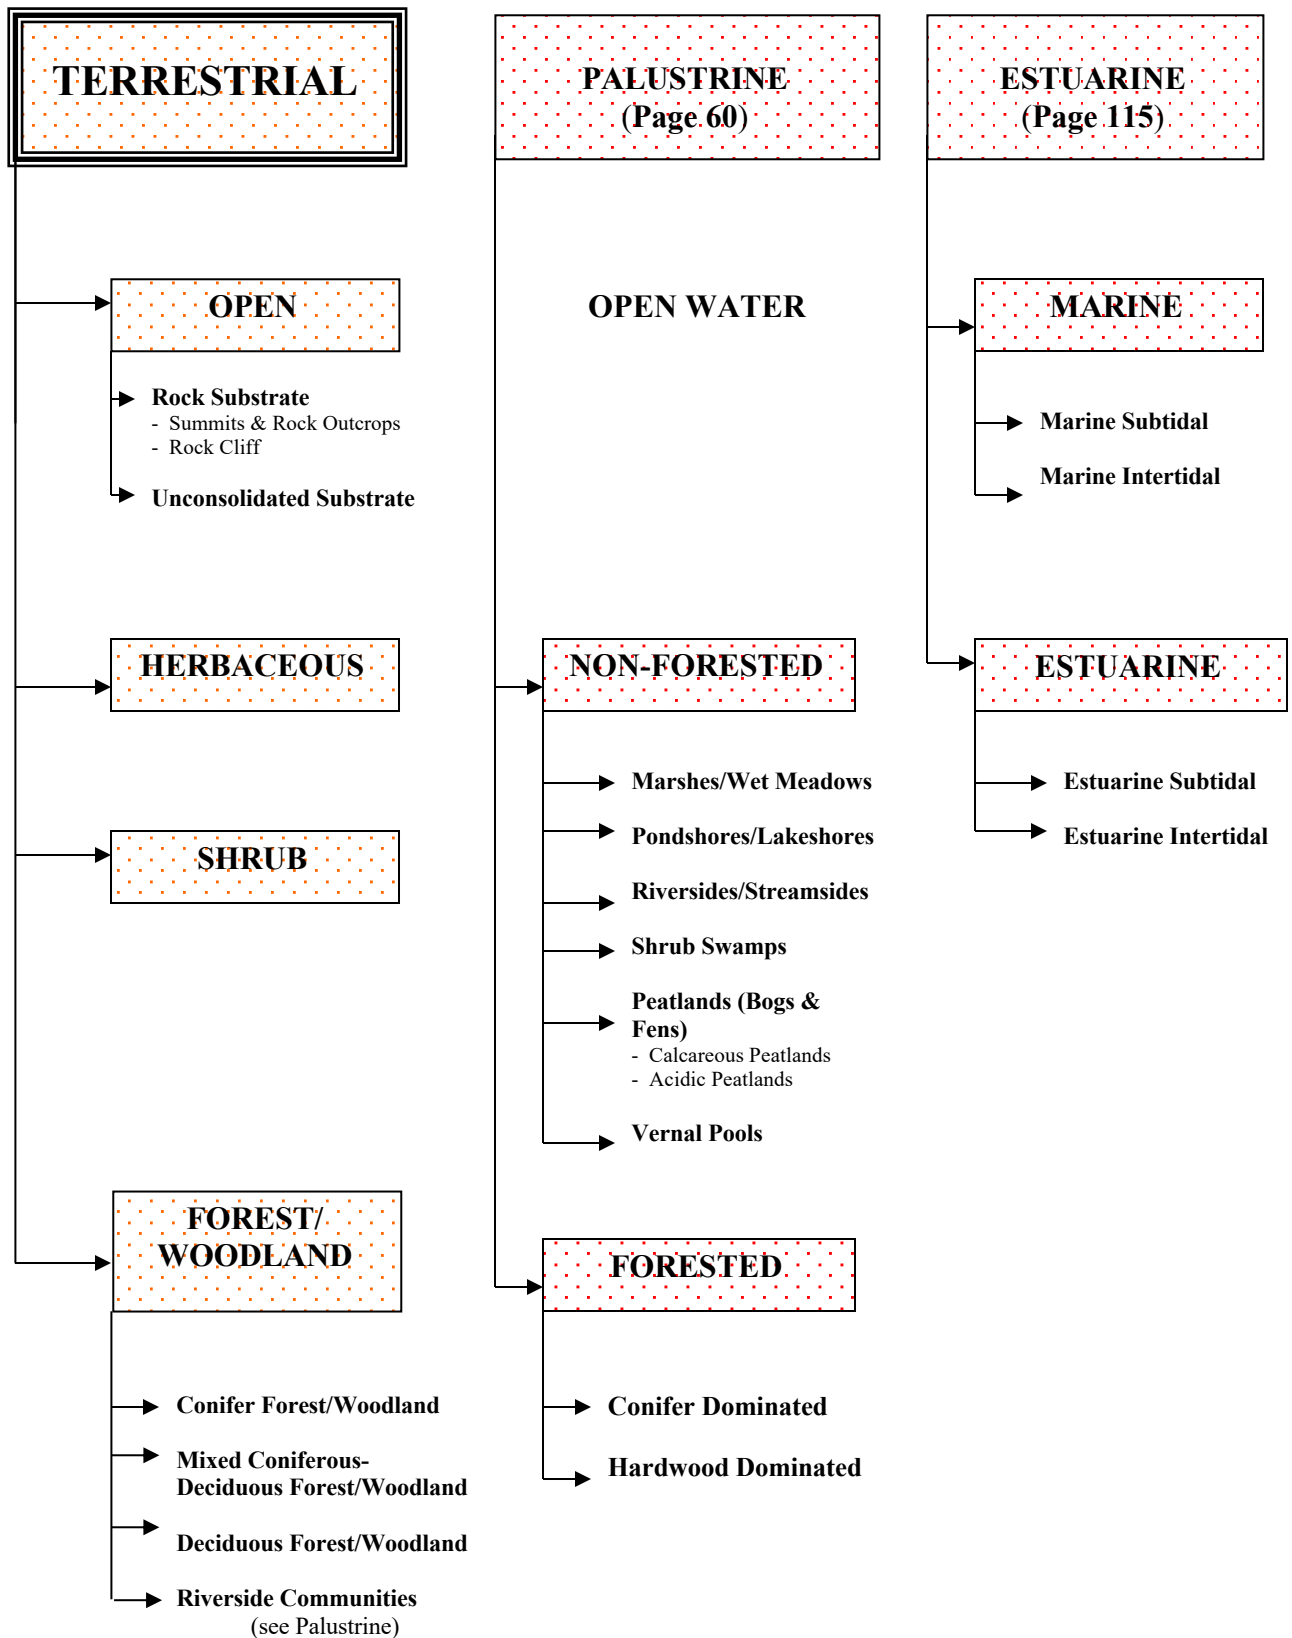 TERRESTRIAL
OPEN
Rock Substrate
- Summits & Rock Outcrops
- Rock Cliff
Unconsolidated Substrate
HERBACEOUS
SHRUB
FOREST/
WOODLAND
Conifer Forest/Woodland
Mixed Coniferous-
Deciduous Forest/Woodland
Deciduous Forest/Woodland
Riverside Communities
(see Palustrine)
PALUSTRINE
(Page 60)
OPEN WATER
NON-FORESTED
Marshes/Wet Meadows
Pondshores/Lakeshores
Riversides/Streamsides
Shrub Swamps
Peatlands (Bogs &
Fens)
- Calcareous Peatlands
- Acidic Peatlands
Vernal Pools
FORESTED
Conifer Dominated
Hardwood Dominated
ESTUARINE
(Page 115)
MARINE
Marine Subtidal
Marine Intertidal
ESTUARINE
Estuarine Subtidal
Estuarine Intertidal